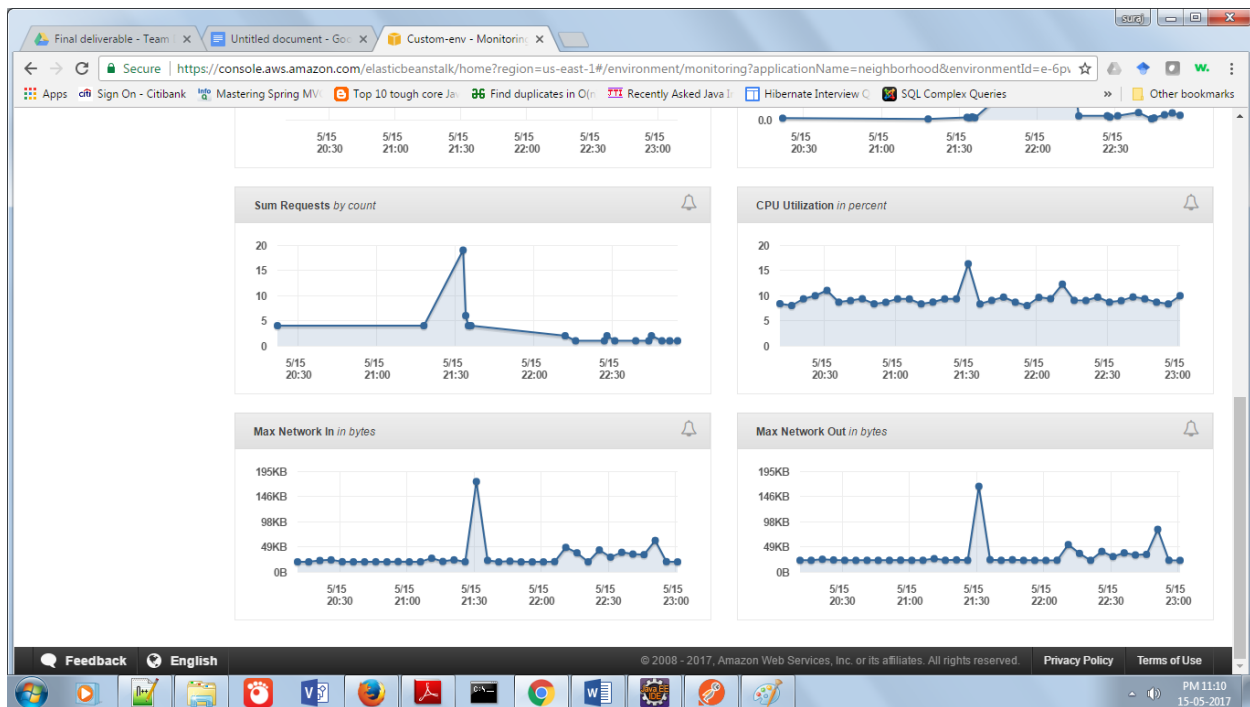 suraj
Final deliverable - Team
Untitled document - Goo
Custom-env - Monitoring
Secure | https://console.aws.amazon.com/elasticbeanstalk/home?region=us-east-1#/environment/monitoring?applicationName=neighborhood&environmentId=e-6pv
w.
Apps citi Sign On - Citibank Mastering Spring MV Top 10 tough core Ja Find duplicates in O(n Recently Asked Java I Hibernate Interview Q SQL Complex Queries » Other bookmarks
5/15 5/15 5/15 5/15 5/15 5/15
20:30 21:00 21:30 22:00 22:30 23:00
0.0
5/15 5/15 5/15 5/15 5/15
20:30 21:00 21:30 22:00 22:30
Sum Requests by count
20
15
10
5
0
5/15 5/15 5/15 5/15 5/15
20:30 21:00 21:30 22:00 22:30
CPU Utilization in percent
20
15
10
5
0
5/15 5/15 5/15 5/15 5/15 5/15
20:30 21:00 21:30 22:00 22:30 23:00
Max Network In in bytes
195KB
146KB
98KB
49KB
0B
5/15 5/15 5/15 5/15 5/15 5/15
20:30 21:00 21:30 22:00 22:30 23:00
Max Network Out in bytes
195KB
146KB
98KB
49KB
0B
5/15 5/15 5/15 5/15 5/15 5/15
20:30 21:00 21:30 22:00 22:30 23:00
Feedback English © 2008 - 2017, Amazon Web Services, Inc. or its affiliates. All rights reserved. Privacy Policy Terms of Use
PM 11:10
15-05-2017